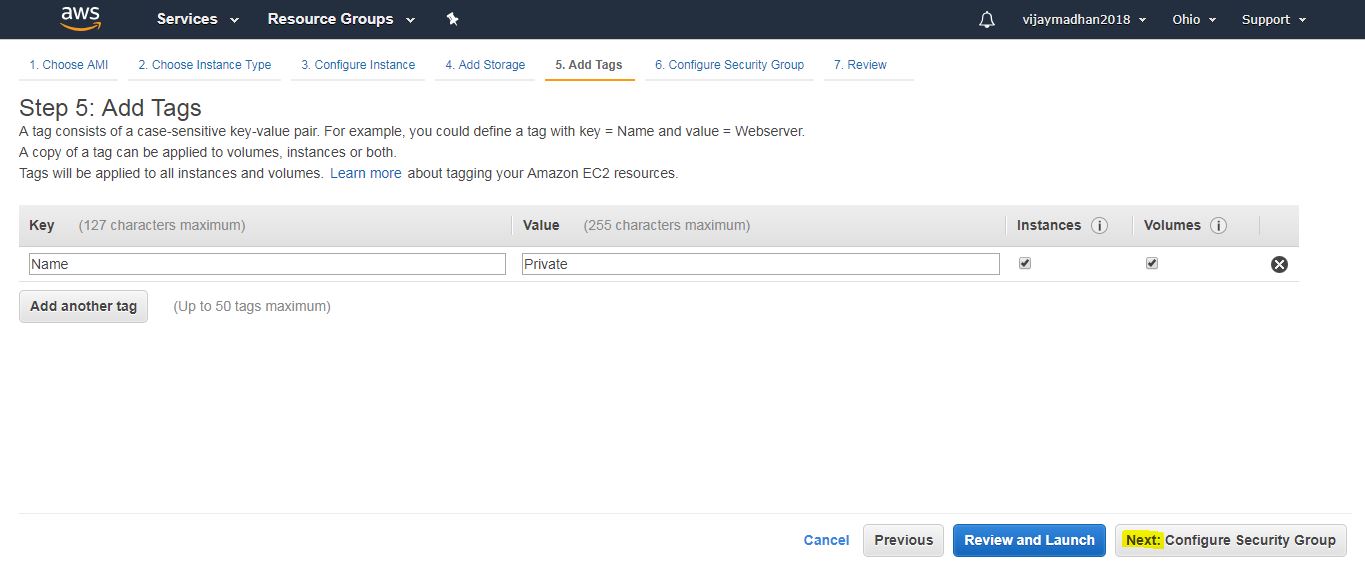 aws Services Resource Groups vijaymadhan2018 Ohio Support
1. Choose AMI 2. Choose Instance Type 3. Configure Instance 4. Add Storage 5. Add Tags 6. Configure Security Group 7. Review
Step 5: Add Tags
A tag consists of a case-sensitive key-value pair. For example, you could define a tag with key = Name and value = Webserver.
A copy of a tag can be applied to volumes, instances or both.
Tags will be applied to all instances and volumes. Learn more about tagging your Amazon EC2 resources.
Key (127 characters maximum) Value (255 characters maximum) Instances i Volumes i
Name Private
Add another tag (Up to 50 tags maximum)
Cancel Previous Review and Launch Next: Configure Security Group